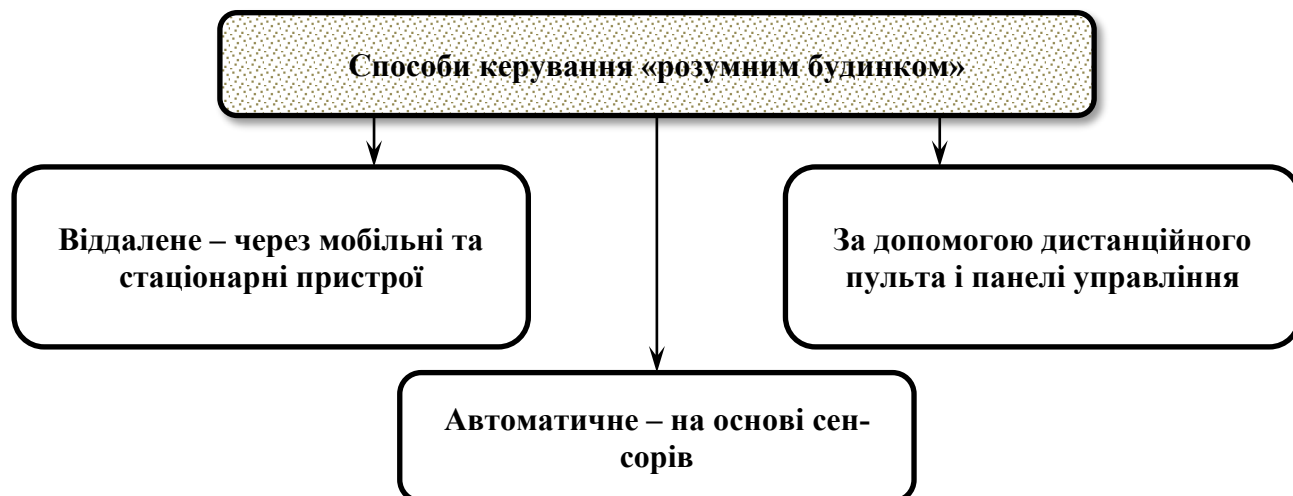 Способи керування «розумним будинком»
Віддалене – через мобільні та
стаціонарні пристрої
За допомогою дистанційного
пульта і панелі управління
Автоматичне – на основі сен-
сорів